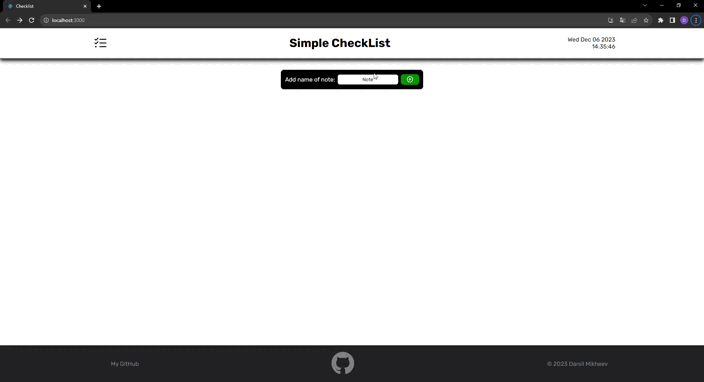 Checklist
localhost:3000
Simple CheckList
Wed Dec 06 2023
14:35:46
Add name of note:
Note
My GitHub
© 2023 Daniil Mikheev